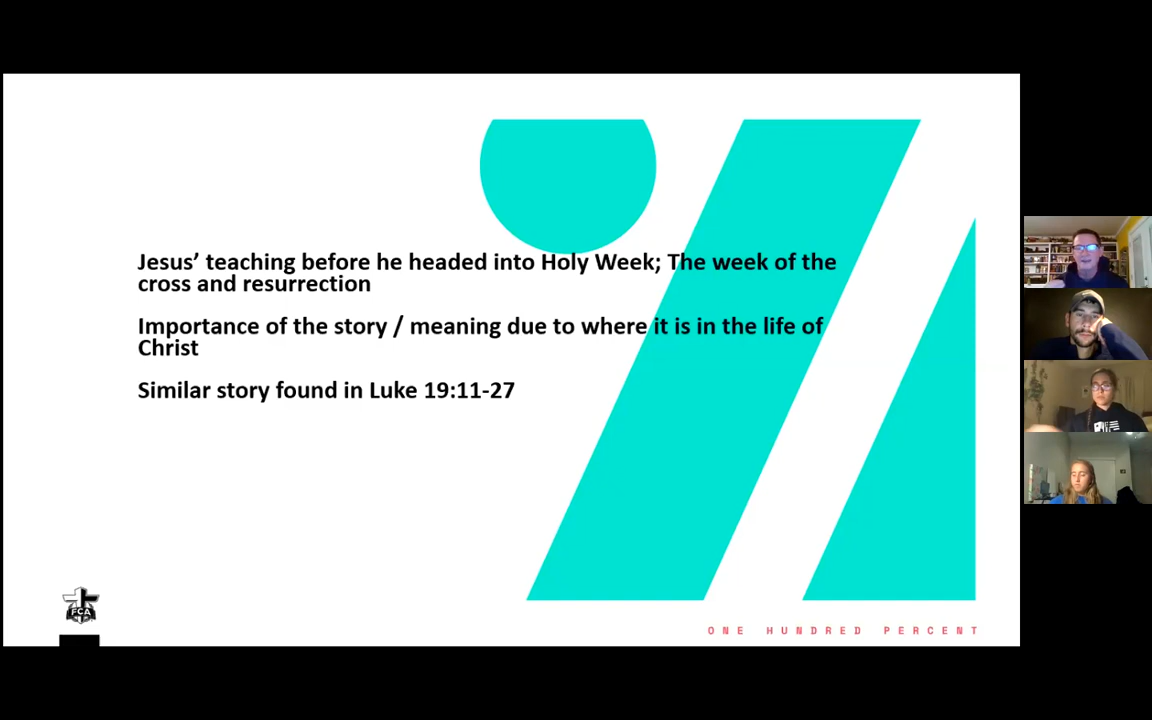 Jesus’ teaching before he headed into Holy Week; The week of the
cross and resurrection
Importance of the story / meaning due to where it is in the life of
Christ
Similar story found in Luke 19:11-27
FCA
ONE HUNDRED PERCENT